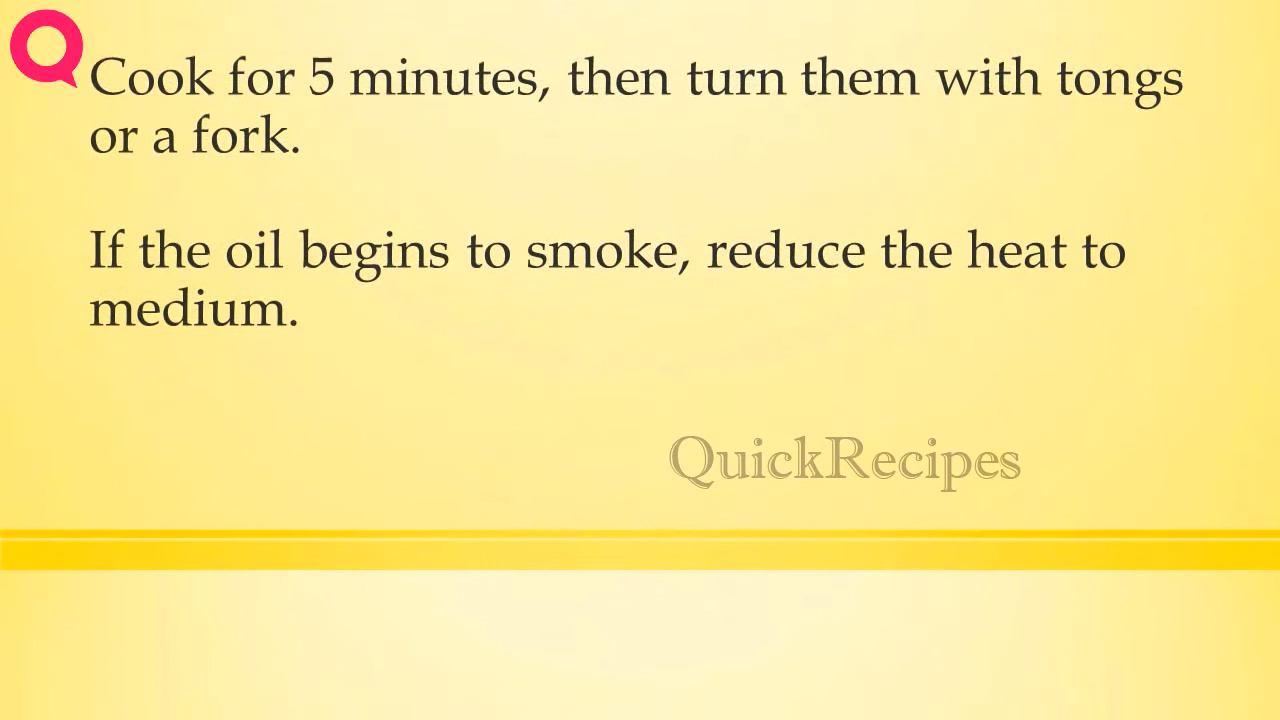 Cook for 5 minutes, then turn them with tongs
or a fork.
If the oil begins to smoke, reduce the heat to
medium.
QuickRecipes